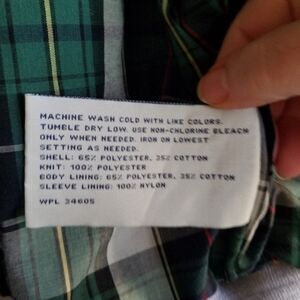 MACHINE WASH COLD WITH LIKE COLORS.
TUMBLE DRY LOW. USE NON-CHLORINE BLEACH
ONLY WHEN NEEDED. IRON ON LOWEST
SETTING AS NEEDED.
SHELL: 65% POLYESTER, 35% COTTON
KNIT: 100% POLYESTER
BODY LINING: 65% POLYESTER, 35% COTTON
SLEEVE LINING: 100% NYLON
WPL 34605